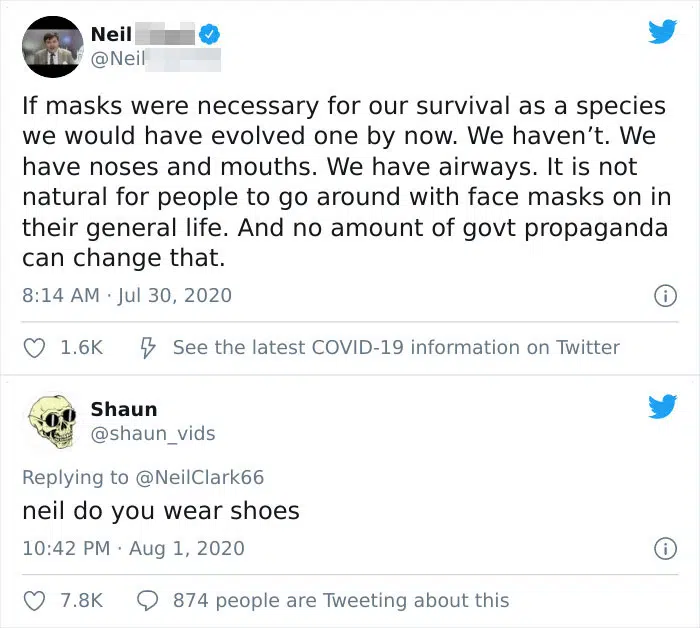 Neil
@Neil
If masks were necessary for our survival as a species
we would have evolved one by now. We haven’t. We
have noses and mouths. We have airways. It is not
natural for people to go around with face masks on in
their general life. And no amount of govt propaganda
can change that.
8:14 AM · Jul 30, 2020
1.6K See the latest COVID-19 information on Twitter
Shaun
@shaun_vids
Replying to @NeilClark66
neil do you wear shoes
10:42 PM · Aug 1, 2020
7.8K 874 people are Tweeting about this